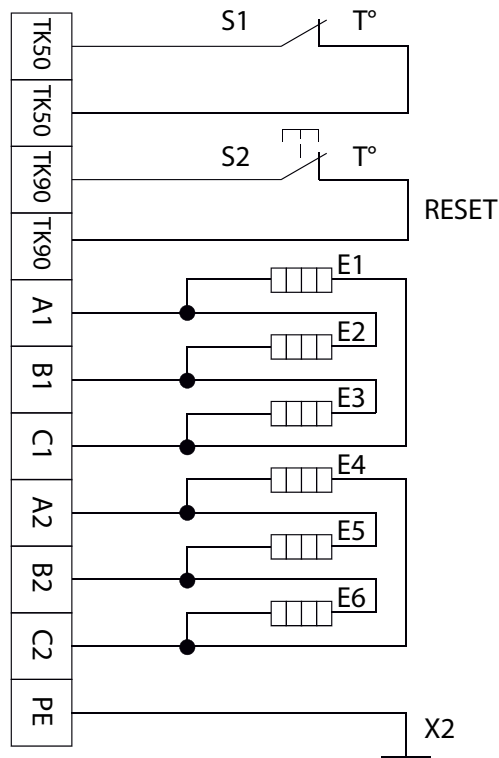 TK50
S1 T°
TK50
TK90
S2 T°
RESET
TK90
E1
A1
E2
B1
E3
C1
E4
A2
E5
B2
E6
C2
PE
X2